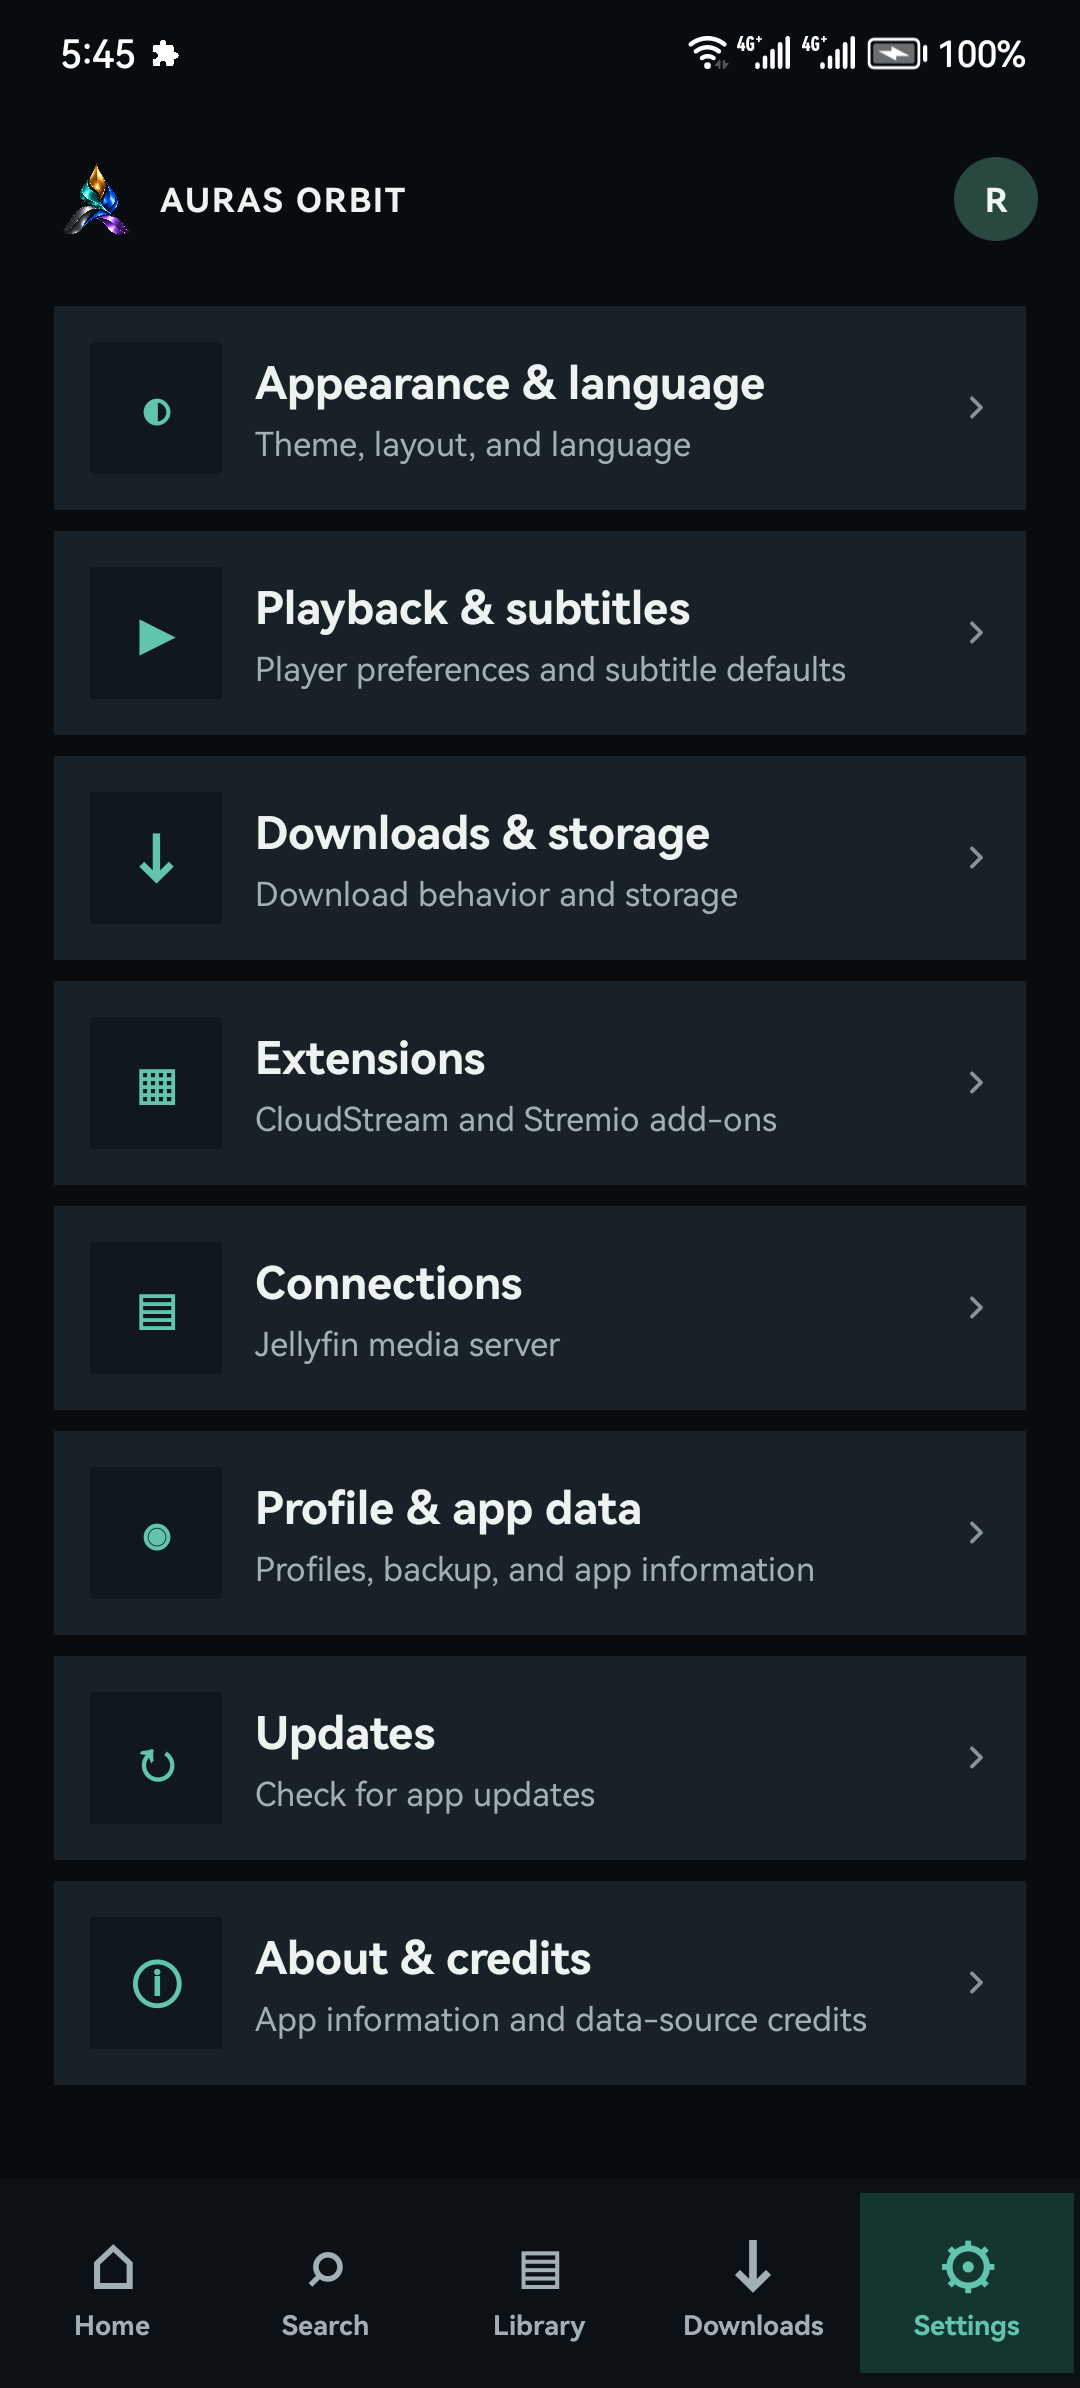 5:45
4G+ 4G+ 100%
AURAS ORBIT
R
Appearance & language
Theme, layout, and language
Playback & subtitles
Player preferences and subtitle defaults
Downloads & storage
Download behavior and storage
Extensions
CloudStream and Stremio add-ons
Connections
Jellyfin media server
Profile & app data
Profiles, backup, and app information
Updates
Check for app updates
About & credits
App information and data-source credits
Home
Search
Library
Downloads
Settings